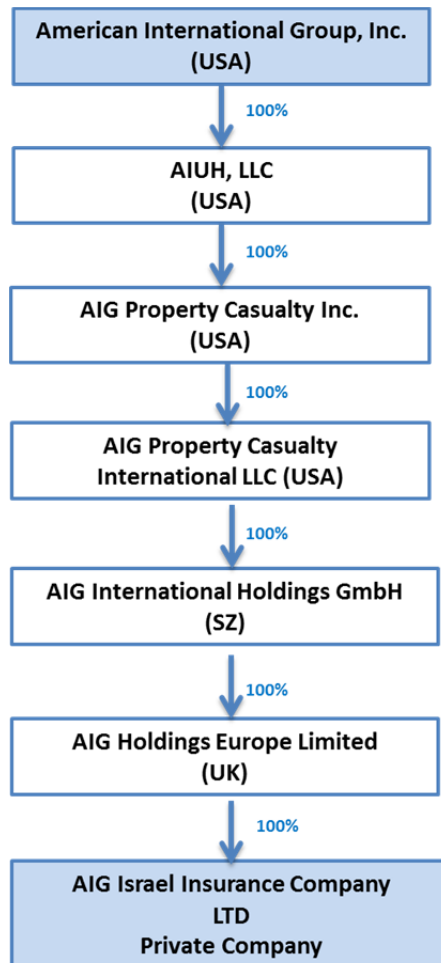 American International Group, Inc.
(USA)
100%
AIUH, LLC
(USA)
100%
AIG Property Casualty Inc.
(USA)
100%
AIG Property Casualty
International LLC (USA)
100%
AIG International Holdings GmbH
(SZ)
100%
AIG Holdings Europe Limited
(UK)
100%
AIG Israel Insurance Company
LTD
Private Company